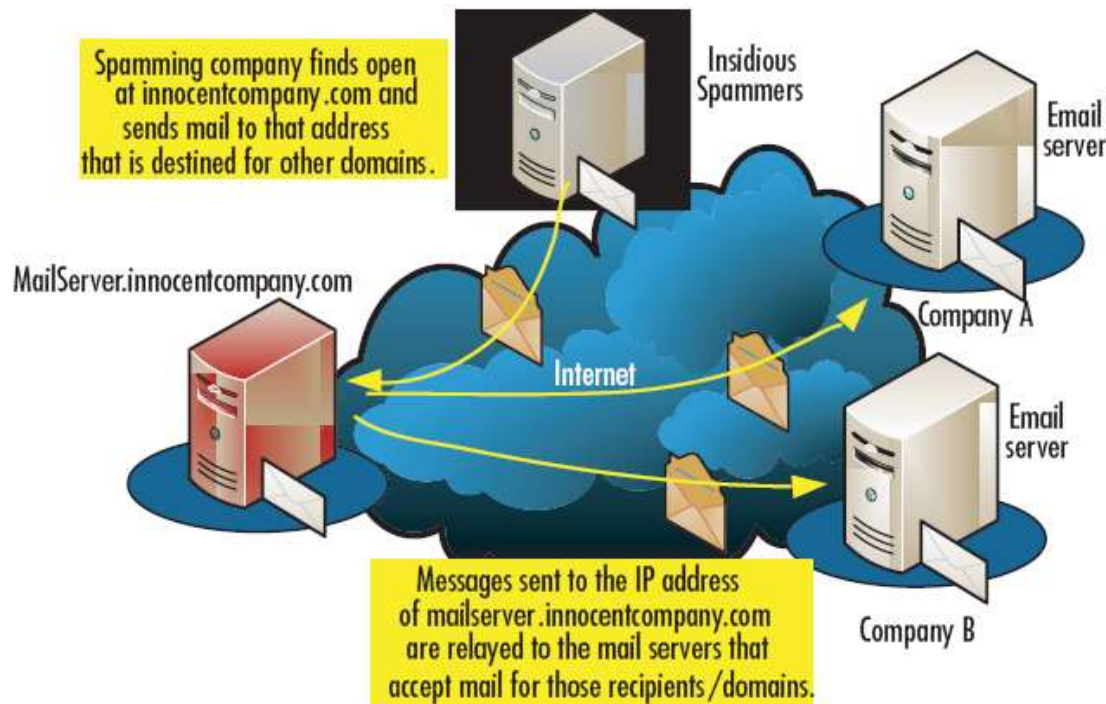 Spamming company finds open
at innocentcompany.com and
sends mail to that address
that is destined for other domains.
Insidious
Spammers
Email
server
MailServer.innocentcompany.com
Company A
Internet
Email
server
Messages sent to the IP address
of mailserver.innocentcompany.com
are relayed to the mail servers that
accept mail for those recipients/domains.
Company B